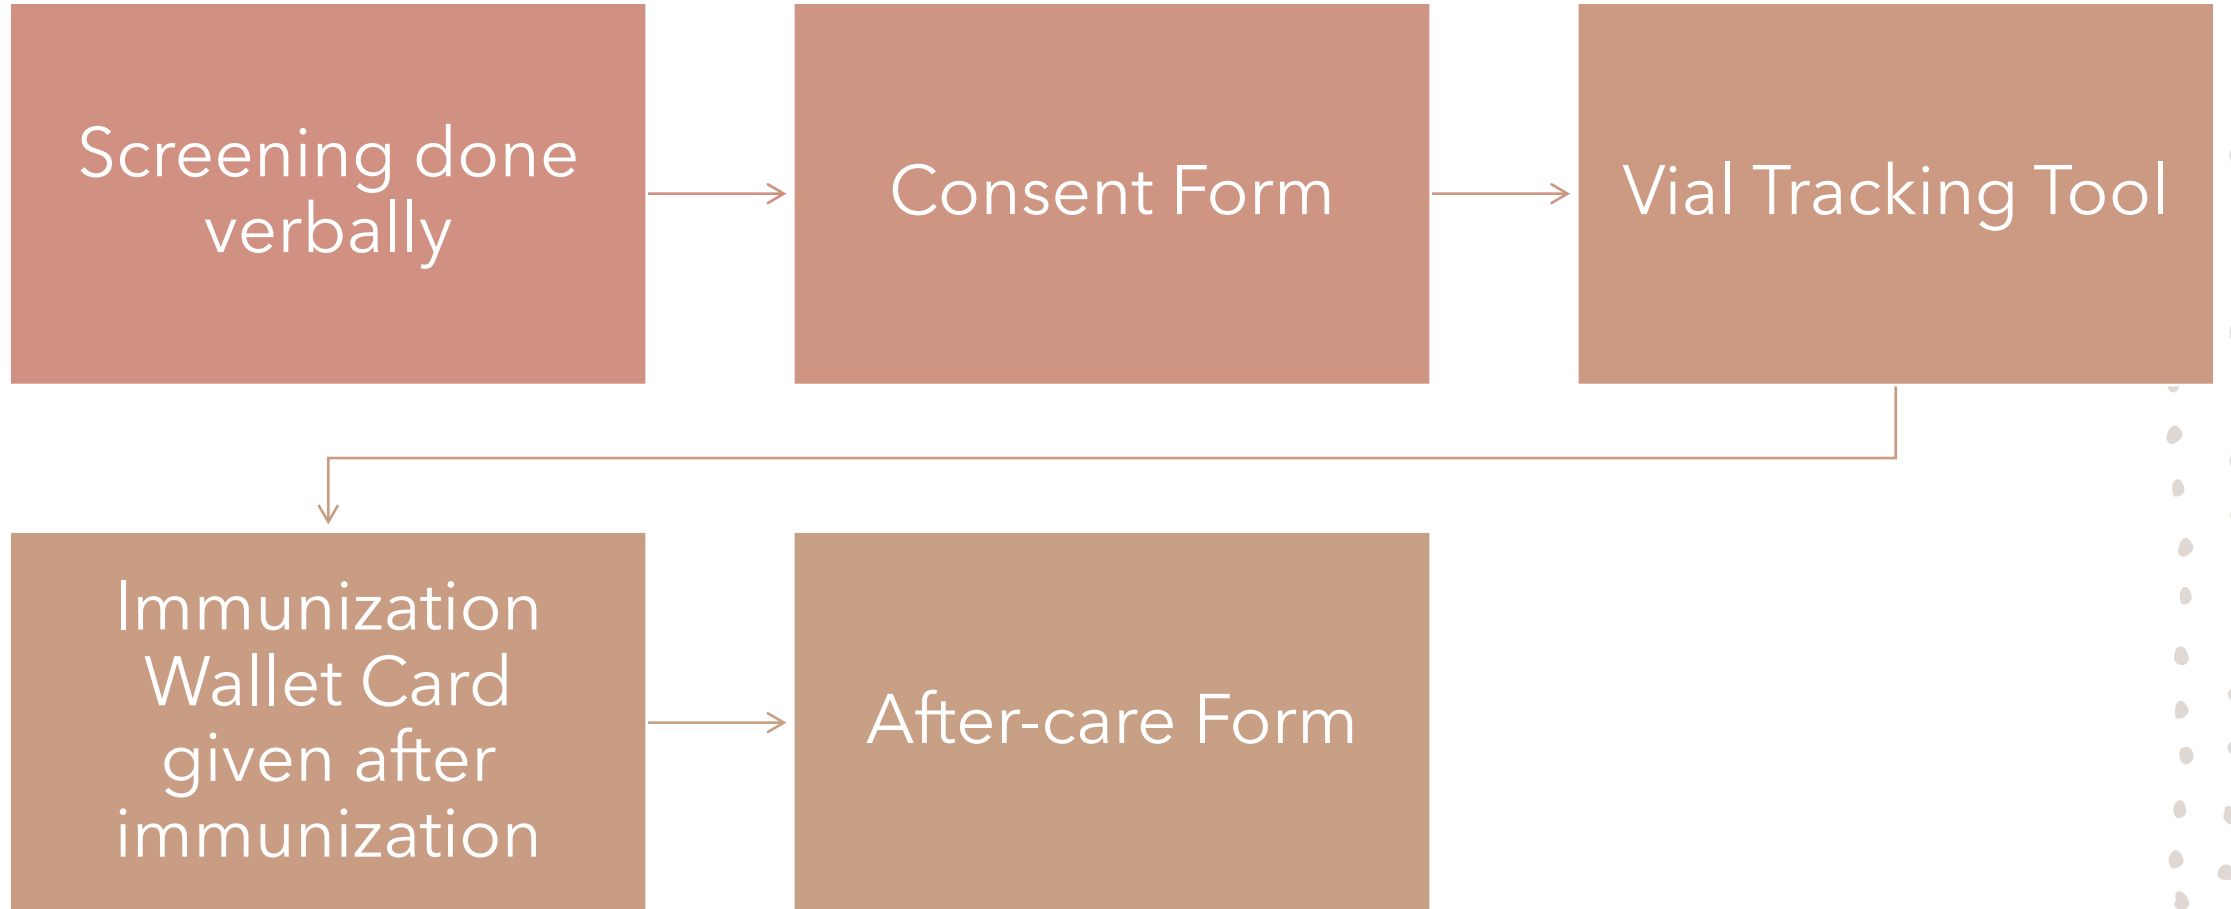 Screening done
verbally
Consent Form
Vial Tracking Tool
Immunization
Wallet Card
given after
immunization
After-care Form